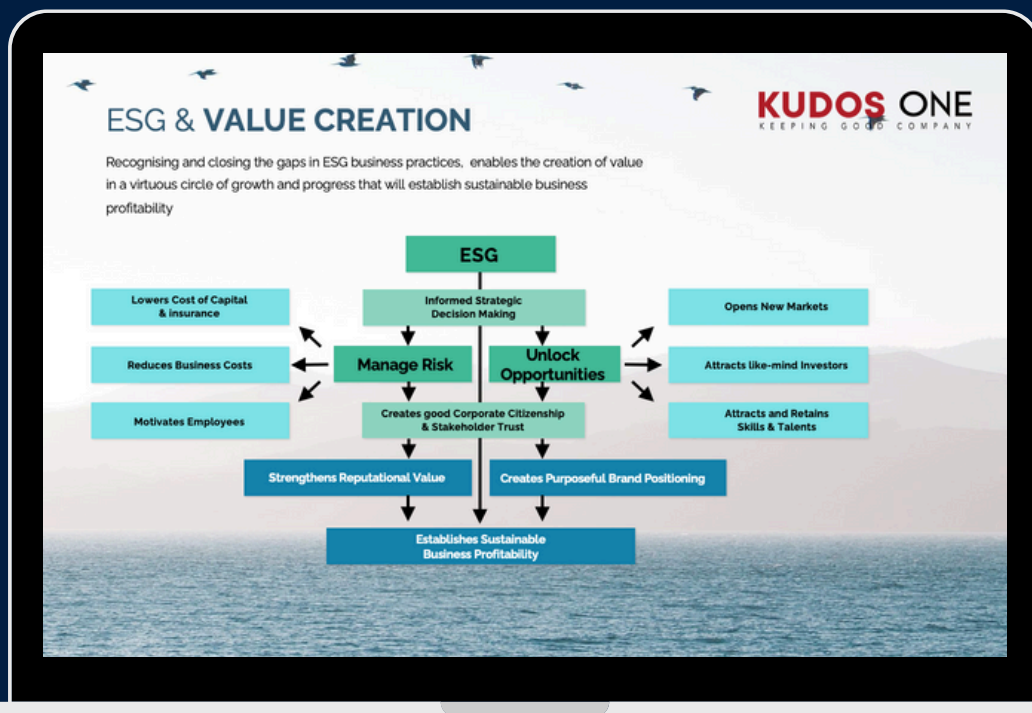 KUDOS ONE
KEEPING GOOD COMPANY
ESG & VALUE CREATION
Recognising and closing the gaps in ESG business practices, enables the creation of value
in a virtuous circle of growth and progress that will establish sustainable business
profitability
ESG
Lowers Cost of Capital
& insurance
Informed Strategic
Decision Making
Opens New Markets
Reduces Business Costs
Manage Risk
Unlock
Opportunities
Attracts like-mind Investors
Motivates Employees
Creates good Corporate Citizenship
& Stakeholder Trust
Attracts and Retains
Skills & Talents
Strengthens Reputational Value
Creates Purposeful Brand Positioning
Establishes Sustainable
Business Profitability